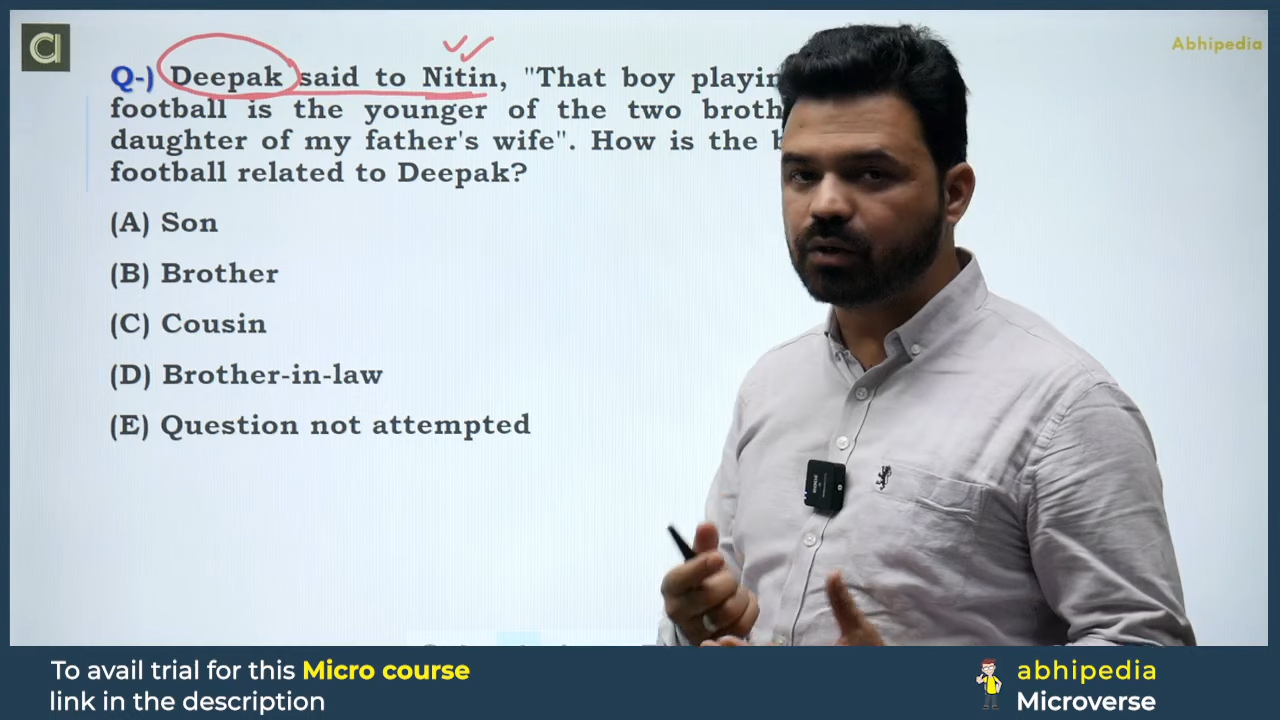 Abhipedia
Q-) Deepak said to Nitin, "That boy
football is the younger of the two
daughter of my father's wife". How is the
football related to Deepak?
(A) Son
(B) Brother
(C) Cousin
(D) Brother-in-law
(E) Question not attempted
To avail trial for this Micro course
link in the description
abhipedia
Microverse